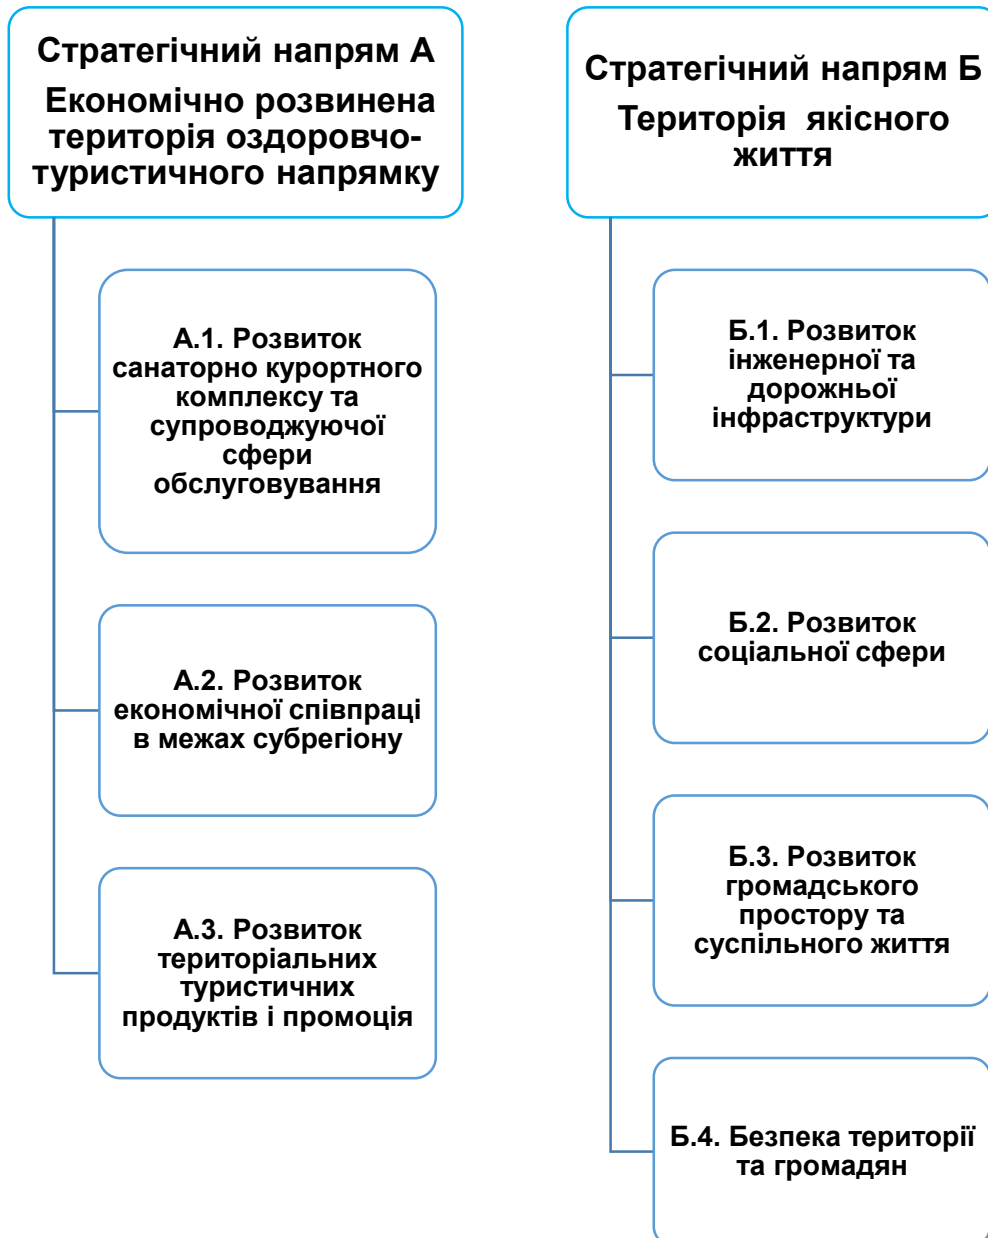 Стратегічний напрям А
Економічно розвинена
територія оздоровчо-
туристичного напрямку
А.1. Розвиток
санаторно курортного
комплексу та
супроводжуючої
сфери
обслуговування
А.2. Розвиток
економічної співпраці
в межах субрегіону
А.3. Розвиток
територіальних
туристичних
продуктів і промоція
Стратегічний напрям Б
Територія якісного
життя
Б.1. Розвиток
інженерної та
дорожньої
інфраструктури
Б.2. Розвиток
соціальної сфери
Б.3. Розвиток
громадського
простору та
суспільного життя
Б.4. Безпека території
та громадян